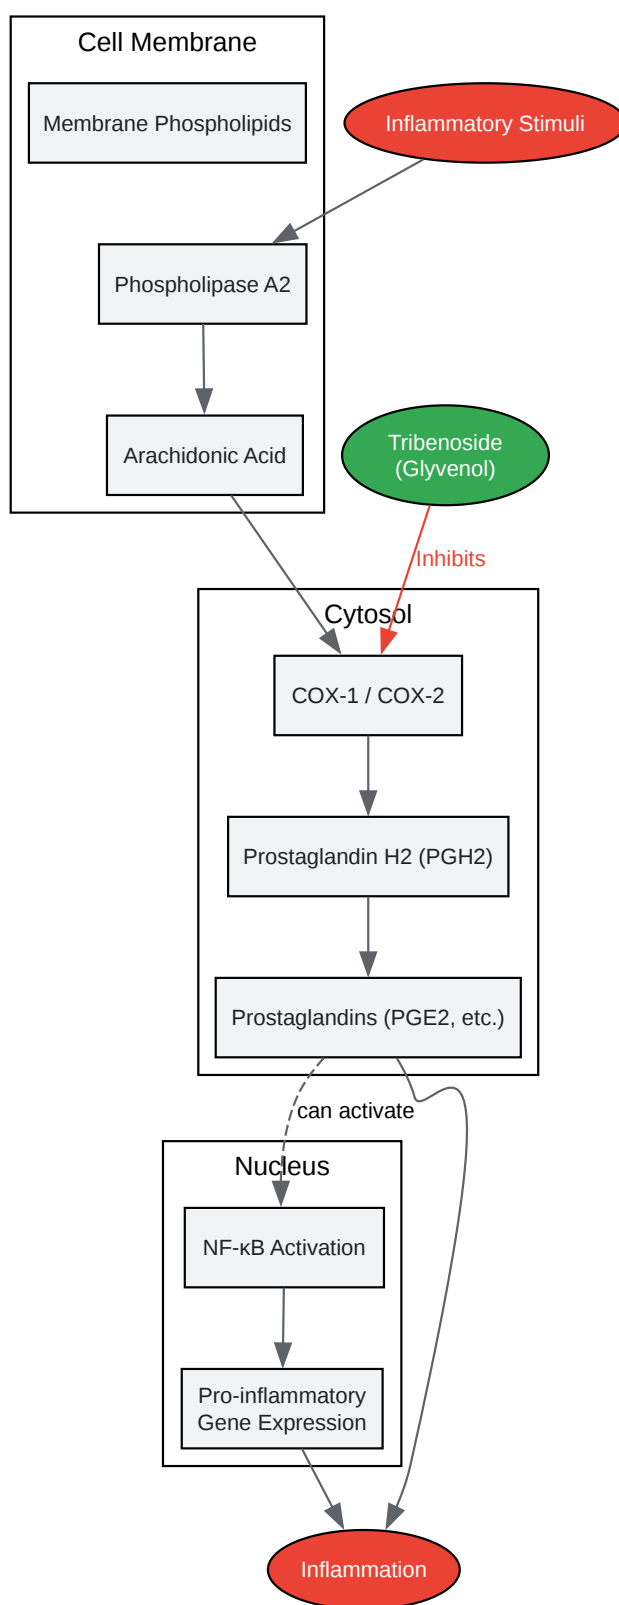 Cell Membrane
Membrane Phospholipids
Inflammatory Stimuli
Phospholipase A2
Arachidonic Acid
Tribenoside
(Glyvenol)
Inhibits
Cytosol
COX-1 / COX-2
Prostaglandin H2 (PGH2)
Prostaglandins (PGE2, etc.)
can activate
Nucleus
NF-κB Activation
Pro-inflammatory
Gene Expression
Inflammation